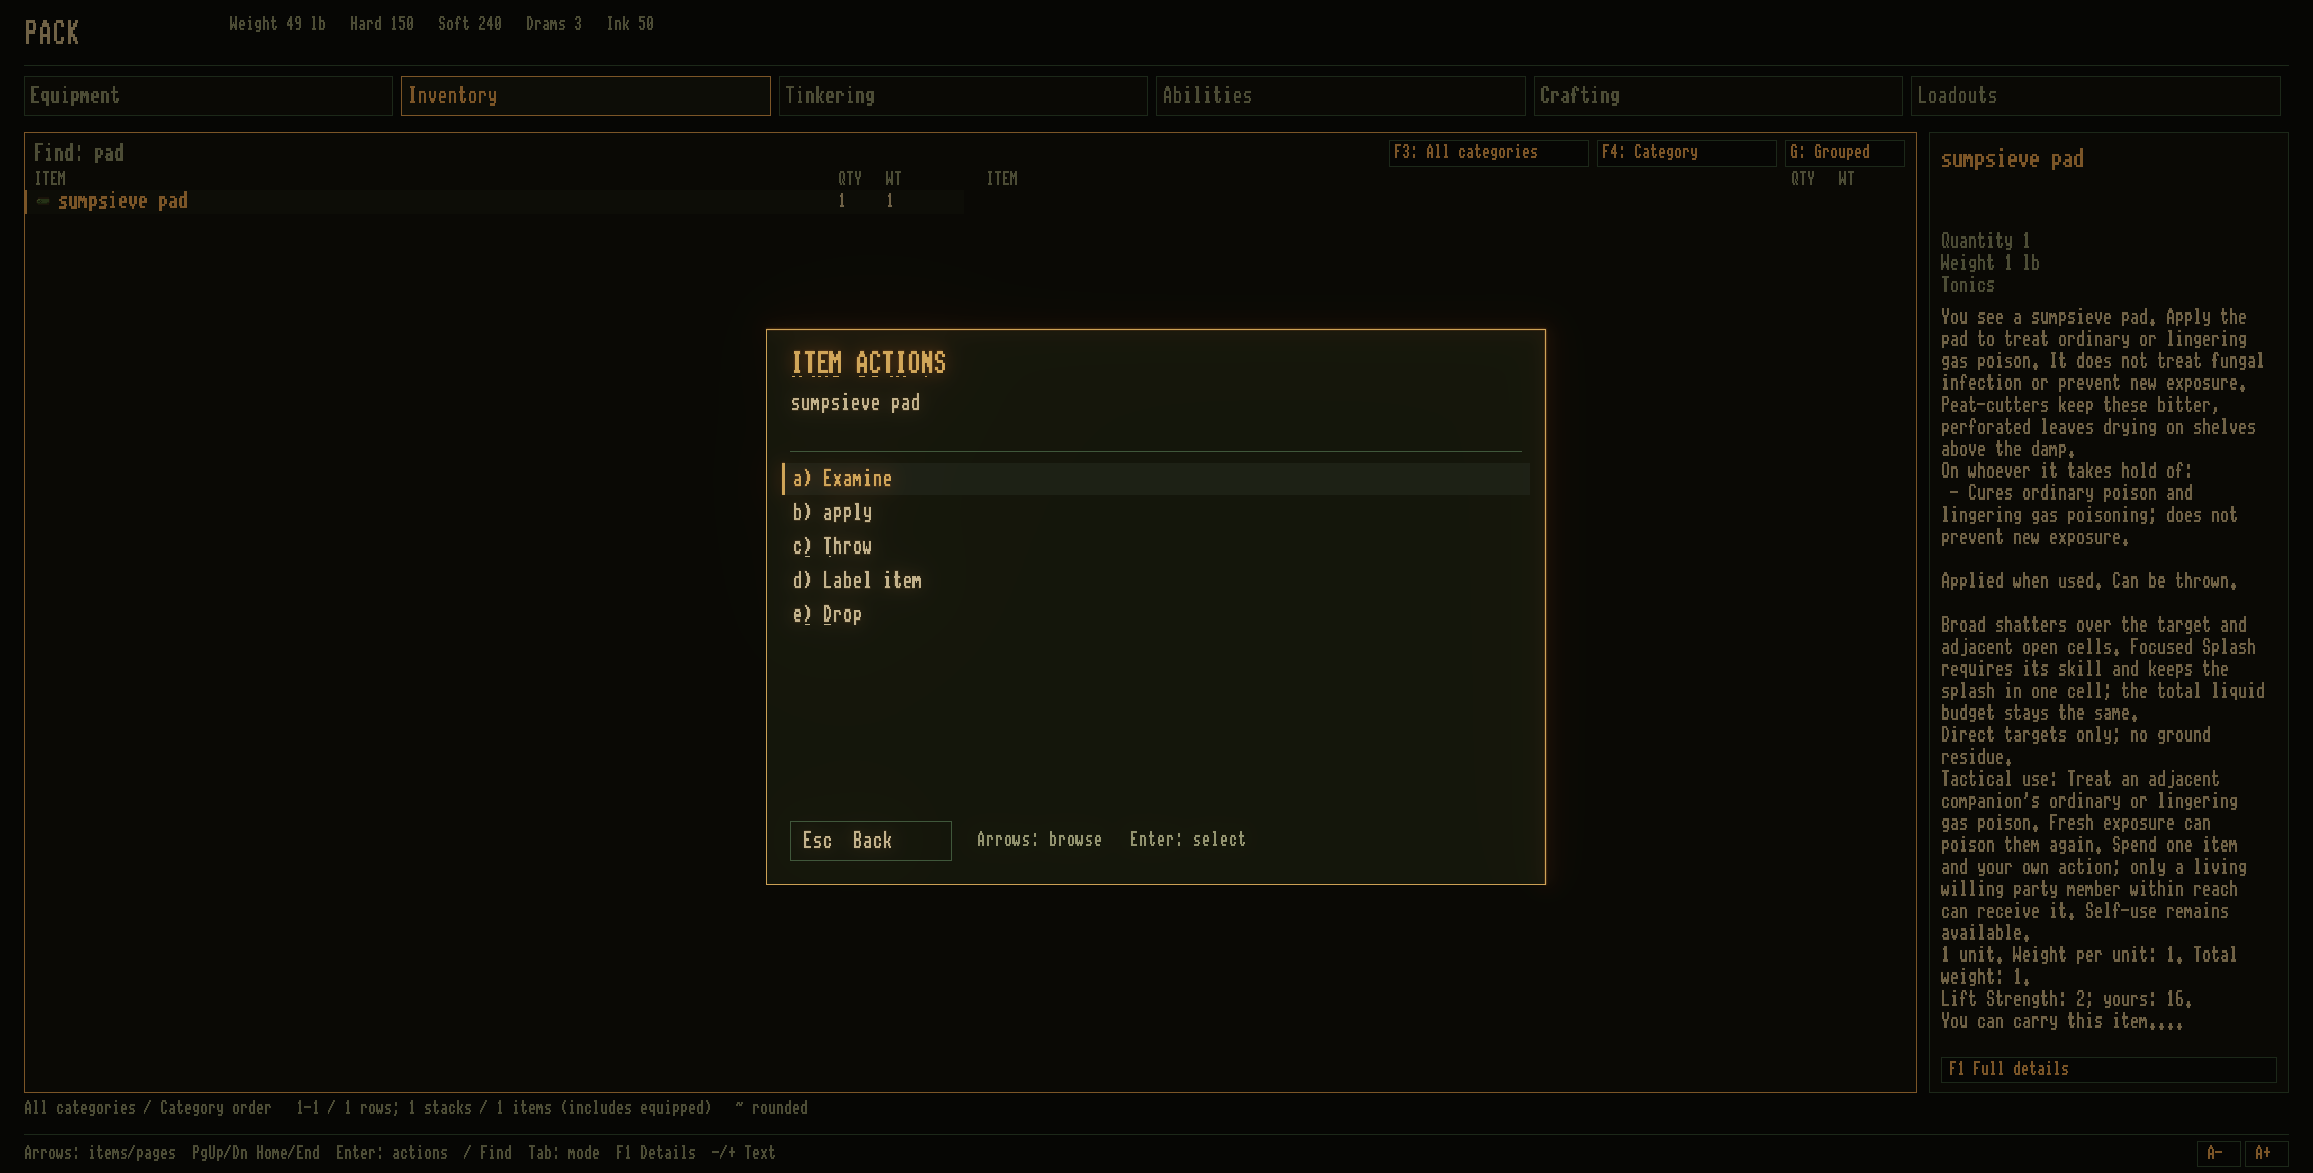 PACK
Weight 49 lb Hard 150 Soft 240 Drams 3 Ink 50
Equipment
Inventory
Tinkering
Abilities
Crafting
Loadouts
Find: pad
F3: All categories
F4: Category
G: Grouped
ITEM QTY WT ITEM QTY WT
sumpsieve pad 1 1
ITEM ACTIONS
sumpsieve pad
a) Examine
b) apply
c) Throw
d) Label item
e) Drop
Esc Back
Arrows: browse Enter: select
sumpsieve pad
Quantity 1
Weight 1 lb
Tonics
You see a sumpsieve pad. Apply the
pad to treat ordinary or lingering
gas poison. It does not treat fungal
infection or prevent new exposure.
Peat-cutters keep these bitter,
perforated leaves drying on shelves
above the damp.
On whoever it takes hold of:
- Cures ordinary poison and
lingering gas poisoning; does not
prevent new exposure.
Applied when used. Can be thrown.
Broad shatters over the target and
adjacent open cells. Focused Splash
requires its skill and keeps the
splash in one cell; the total liquid
budget stays the same.
Direct targets only; no ground
residue.
Tactical use: Treat an adjacent
companion's ordinary or lingering
gas poison. Fresh exposure can
poison them again. Spend one item
and your own action; only a living
willing party member within reach
can receive it. Self-use remains
available.
1 unit. Weight per unit: 1. Total
weight: 1.
Lift Strength: 2; yours: 16.
You can carry this item....
F1 Full details
All categories / Category order 1-1 / 1 rows; 1 stacks / 1 items (includes equipped) ~ rounded
Arrows: items/pages PgUp/Dn Home/End Enter: actions / Find Tab: mode F1 Details -/+ Text
A-
A+